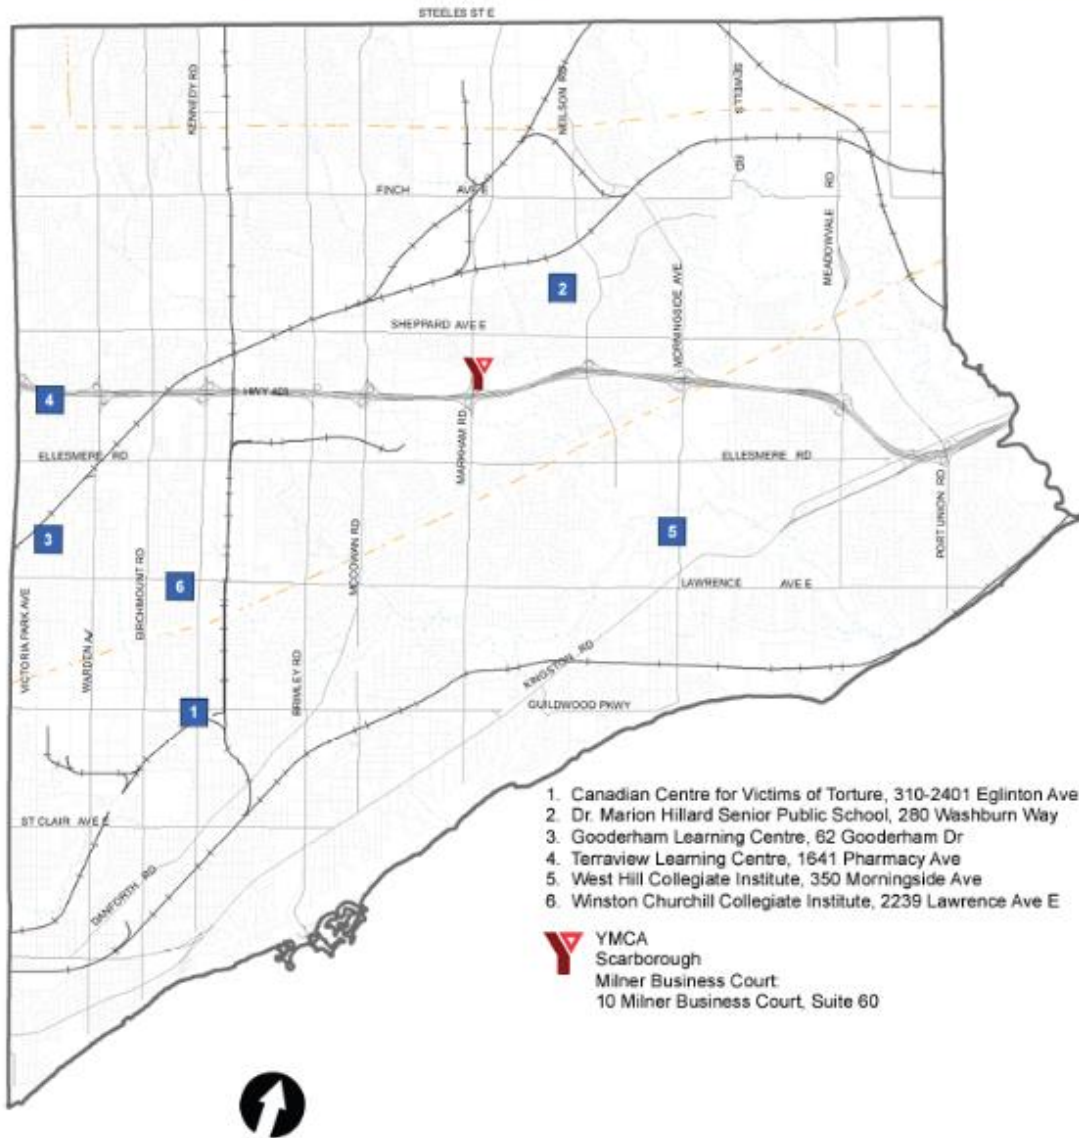 STEELES ST E
KENNEDY RD
NEILSON RD
SEWELLS RD
FINCH AVE E
MEADOWVALE RD
2
MORNINGSIDE AVE
SHEPPARD AVE E
4
HWY 401
MARKHAM RD
ELLESMERE RD
ELLESMERE RD
PORT UNION RD
3
5
MCCOWAN RD
BIRCHMOUNT RD
6
LAWRENCE AVE E
VICTORIA PARK AVE
WARDEN A
BRIMLEY RD
KINGSTON RD
GUILDWOOD PKWY
1
ST CLAIR AVE E
DANFORTH RD
1. Canadian Centre for Victims of Torture, 310-2401 Eglinton Ave
2. Dr. Marion Hillard Senior Public School, 280 Washburn Way
3. Gooderham Learning Centre, 62 Gooderham Dr
4. Terraview Learning Centre, 1641 Pharmacy Ave
5. West Hill Collegiate Institute, 350 Morningside Ave
6. Winston Churchill Collegiate Institute, 2239 Lawrence Ave E
YMCA
Scarborough
Milner Business Court:
10 Milner Business Court, Suite 60